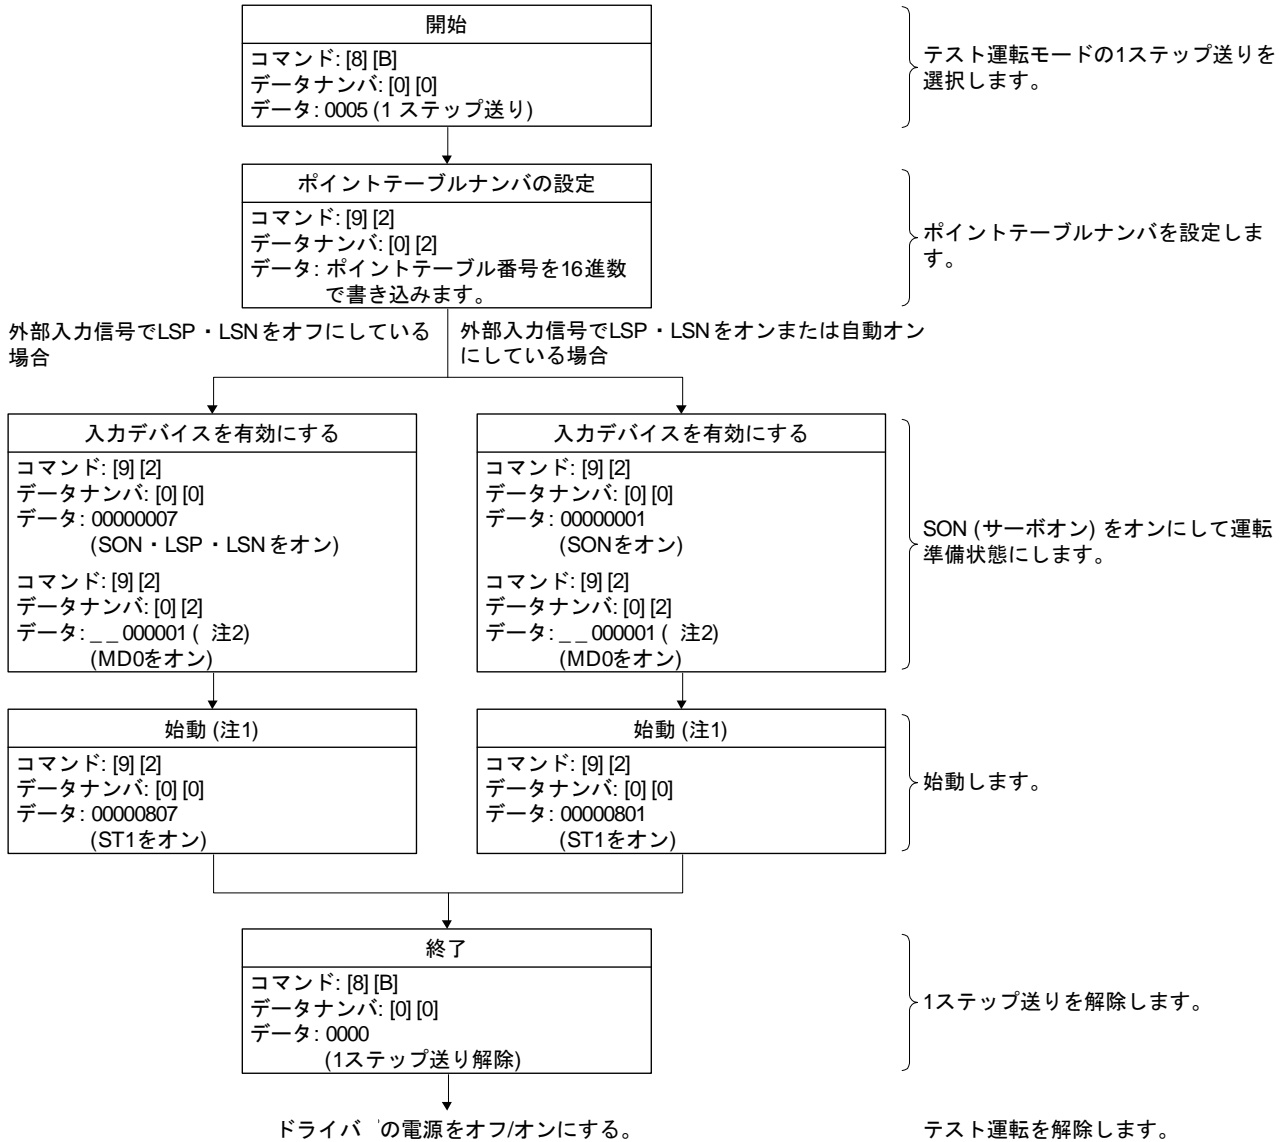 開始
コマンド: [8] [B]
データナンバ: [0] [0]
データ: 0005 (1 ステップ送り)
テスト運転モードの1ステップ送りを
選択します。
ポイントテーブルナンバの設定
コマンド: [9] [2]
データナンバ: [0] [2]
データ: ポイントテーブル番号を16進数
で書き込みます。
ポイントテーブルナンバを設定しま
す。
外部入力信号でLSP・LSNをオフにしている
場合
外部入力信号でLSP・LSNをオンまたは自動オン
にしている場合
入力デバイスを有効にする
コマンド: [9] [2]
データナンバ: [0] [0]
データ: 00000007
(SON・LSP・LSNをオン)
コマンド: [9] [2]
データナンバ: [0] [2]
データ: _ _ 000001 ( 注2)
(MD0をオン)
入力デバイスを有効にする
コマンド: [9] [2]
データナンバ: [0] [0]
データ: 00000001
(SONをオン)
コマンド: [9] [2]
データナンバ: [0] [2]
データ: _ _ 000001 ( 注2)
(MD0をオン)
SON (サーボオン) をオンにして運転
準備状態にします。
始動 (注1)
コマンド: [9] [2]
データナンバ: [0] [0]
データ: 00000807
(ST1をオン)
始動 (注1)
コマンド: [9] [2]
データナンバ: [0] [0]
データ: 00000801
(ST1をオン)
始動します。
終了
コマンド: [8] [B]
データナンバ: [0] [0]
データ: 0000
(1ステップ送り解除)
1ステップ送りを解除します。
ドライバ の電源をオフ/オンにする。
テスト運転を解除します。